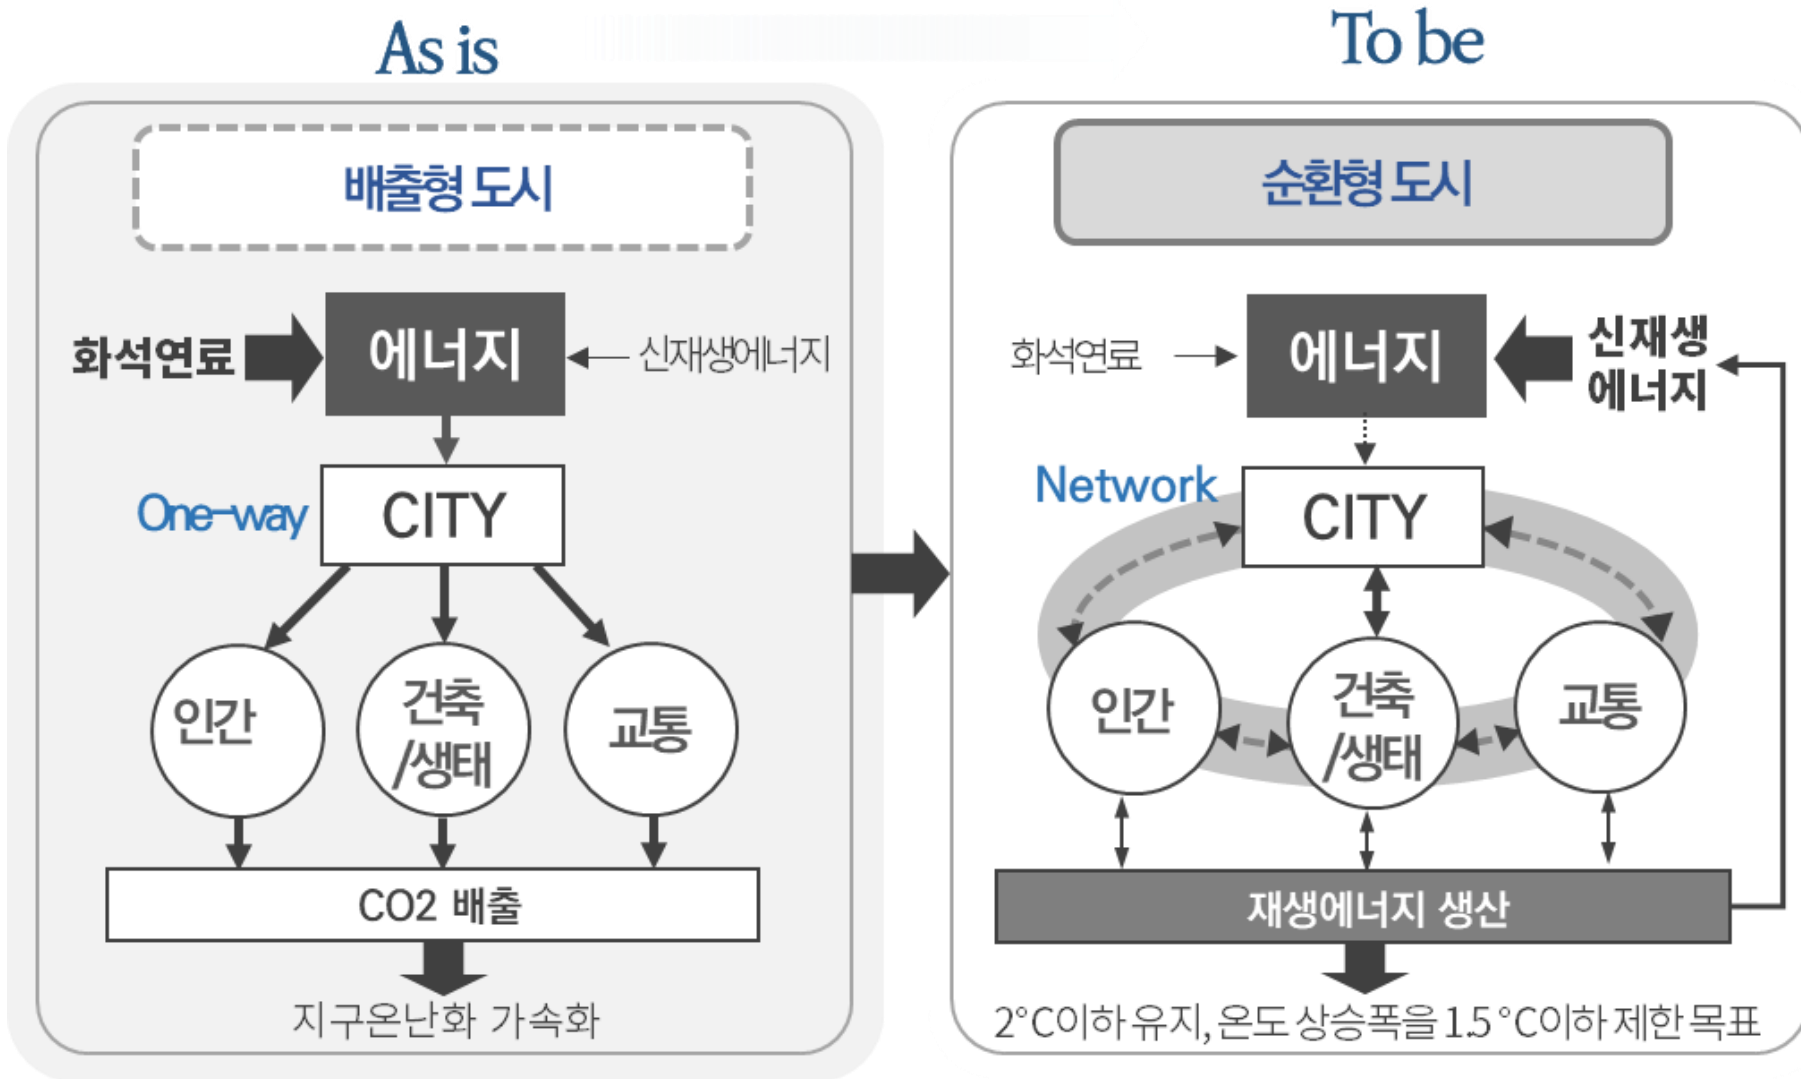 As is
배출형 도시
화석연료
에너지
신재생에너지
One-way
CITY
인간
건축
/생태
교통
CO2 배출
지구온난화 가속화
To be
순환형 도시
화석연료
에너지
신재생
에너지
Network
CITY
인간
건축
/생태
교통
재생에너지 생산
2°C이하 유지, 온도 상승폭을 1.5°C이하 제한 목표